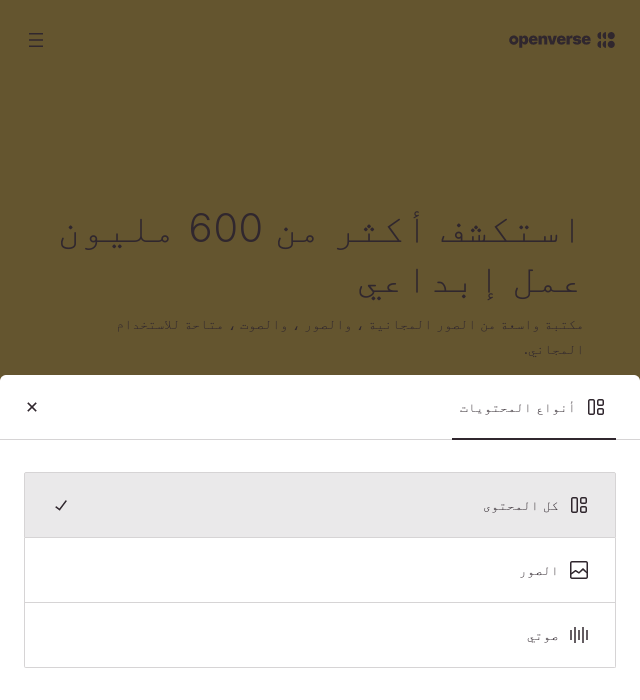 openverse
استكشف أكثر من 600 مليون
عمل إبداعي
مكتبة واسعة من الصور المجانية ، والصور ، والصوت ، متاحة للاستخدام
المجاني.
أنواع المحتويات
كل المحتوى
الصور
صوتي